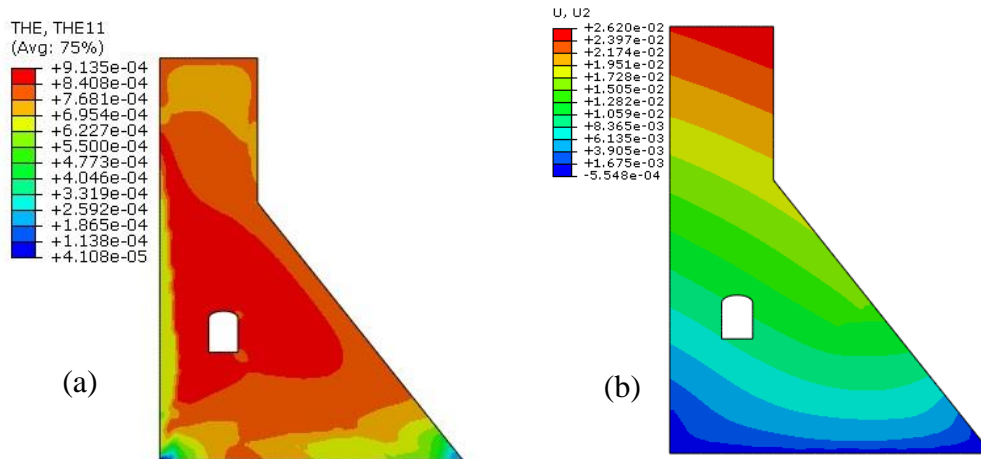 THE, THE11
(Avg: 75%)
+9.135e-04
+8.408e-04
+7.681e-04
+6.954e-04
+6.227e-04
+5.500e-04
+4.773e-04
+4.046e-04
+3.319e-04
+2.592e-04
+1.865e-04
+1.138e-04
+4.108e-05
(a)
U, U2
+2.620e-02
+2.397e-02
+2.174e-02
+1.951e-02
+1.728e-02
+1.505e-02
+1.282e-02
+1.059e-02
+8.365e-03
+6.135e-03
+3.905e-03
+1.675e-03
-5.548e-04
(b)